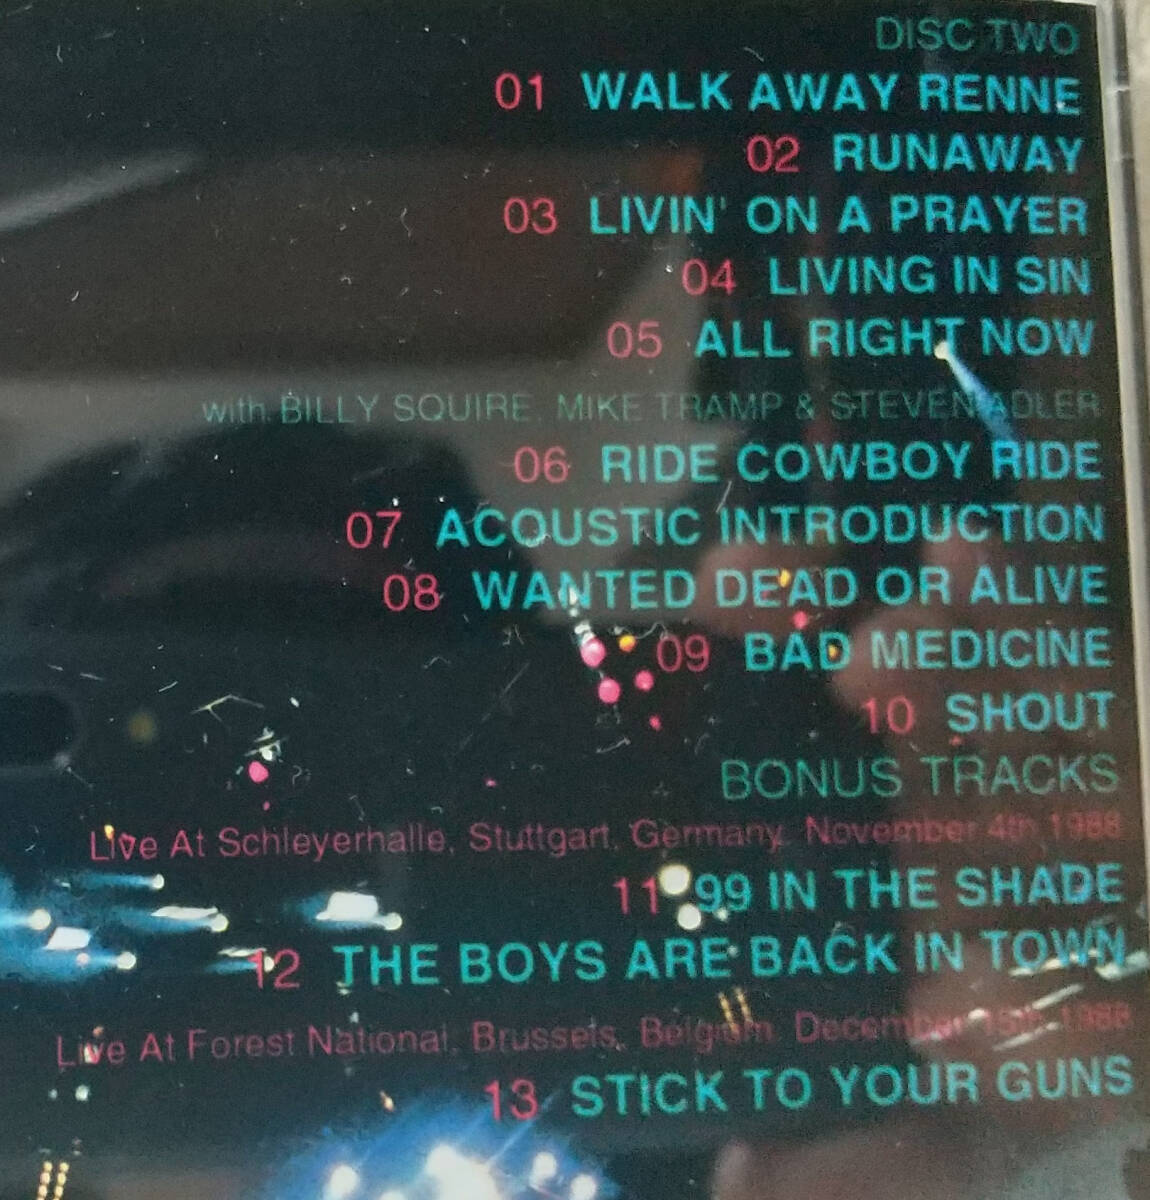 DISC TWO
01 WALK AWAY RENNE
02 RUNAWAY
03 LIVIN' ON A PRAYER
04 LIVING IN SIN
05 ALL RIGHT NOW
with BILLY SQUIRE, MIKE TRAMP & STEVEN ADLER
06 RIDE COWBOY RIDE
07 ACOUSTIC INTRODUCTION
08 WANTED DEAD OR ALIVE
09 BAD MEDICINE
10 SHOUT
BONUS TRACKS
Live At Schleyerhalle, Stuttgart, Germany, November 4th 1988
11 99 IN THE SHADE
12 THE BOYS ARE BACK IN TOWN
Live At Forest National, Brussels, Belgium, December 15th 1988
13 STICK TO YOUR GUNS